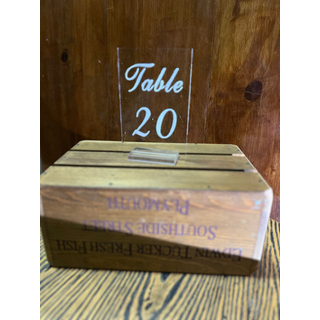 Table
20
Edwin Tucker Fresh Fish
Southside Street
Plymouth